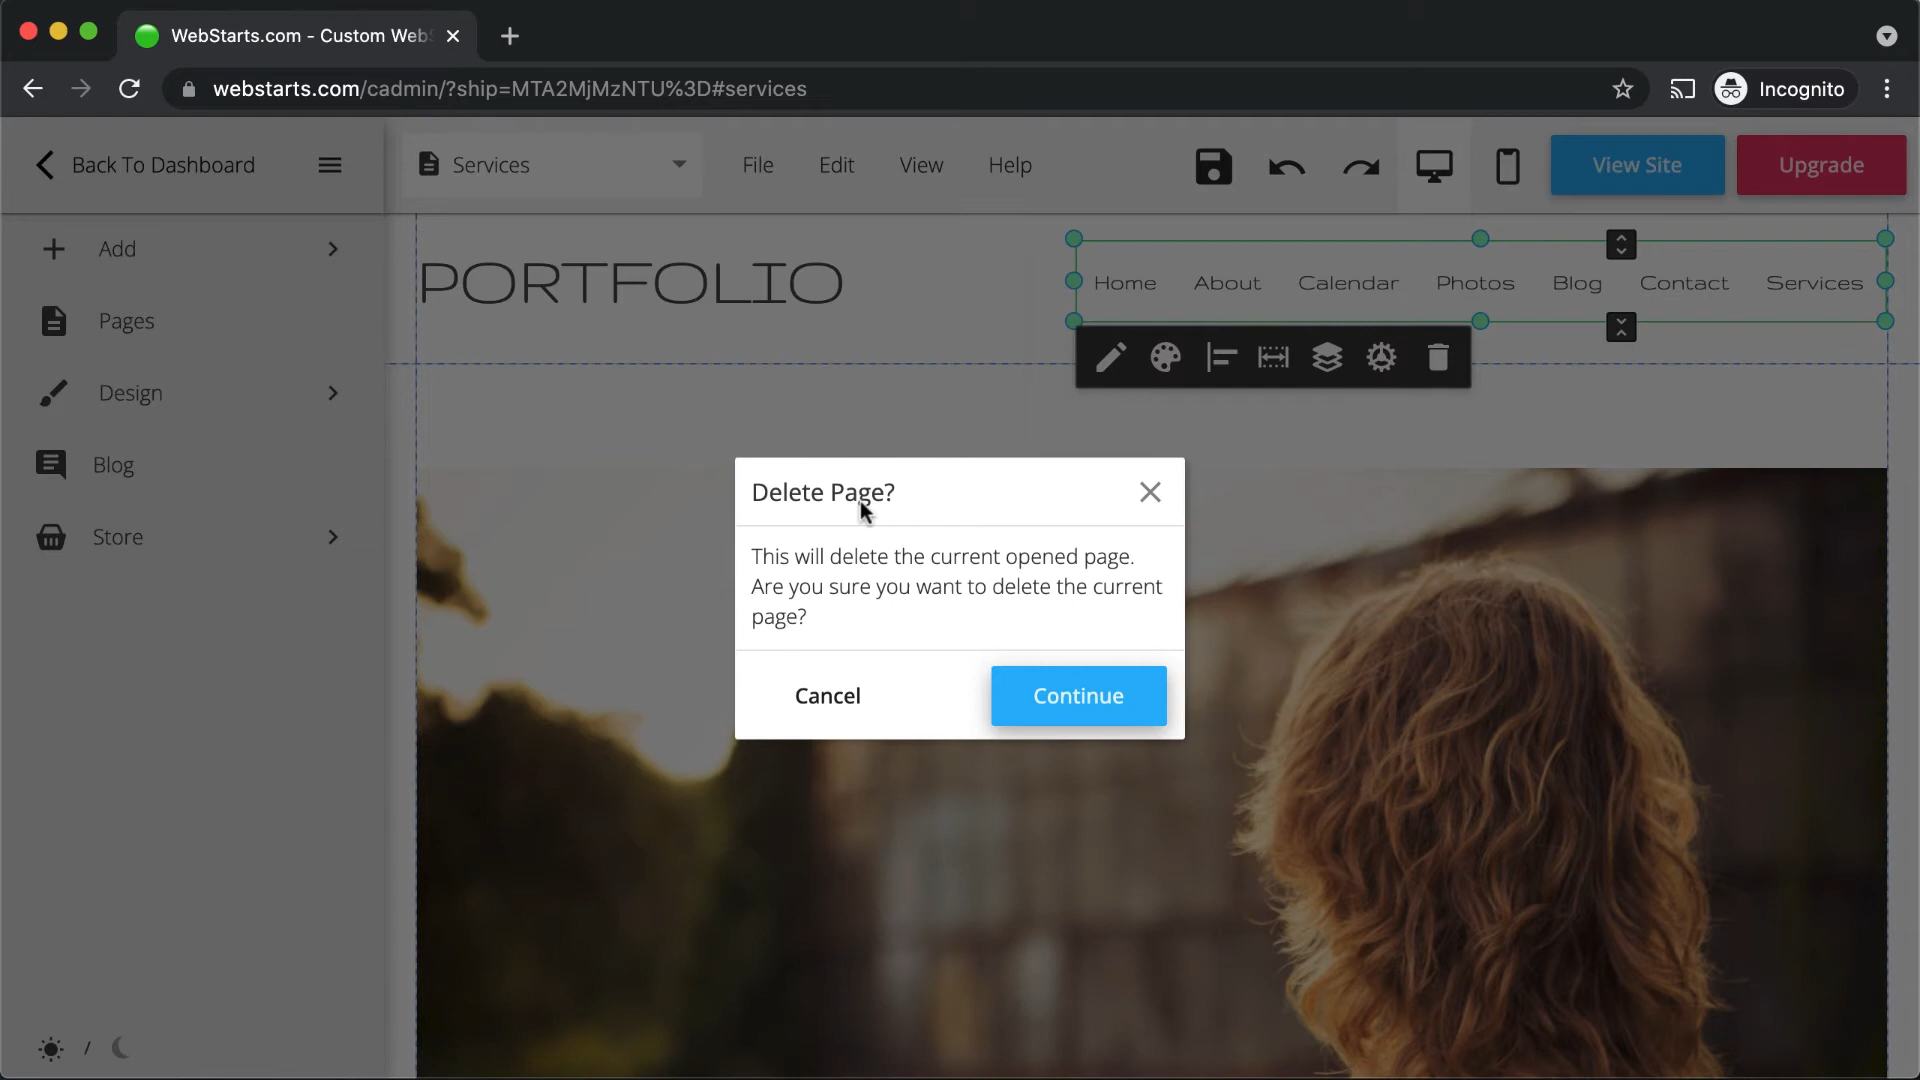 WebStarts.com - Custom Web
webstarts.com/cadmin/?ship=MTA2MjMzNTU%3D#services
Incognito
Back To Dashboard
Services
File
Edit
View
Help
View Site
Upgrade
Add
Pages
Design
Blog
Store
/
PORTFOLIO
Home About Calendar Photos Blog Contact Services
Delete Page?
This will delete the current opened page.
Are you sure you want to delete the current
page?
Cancel
Continue